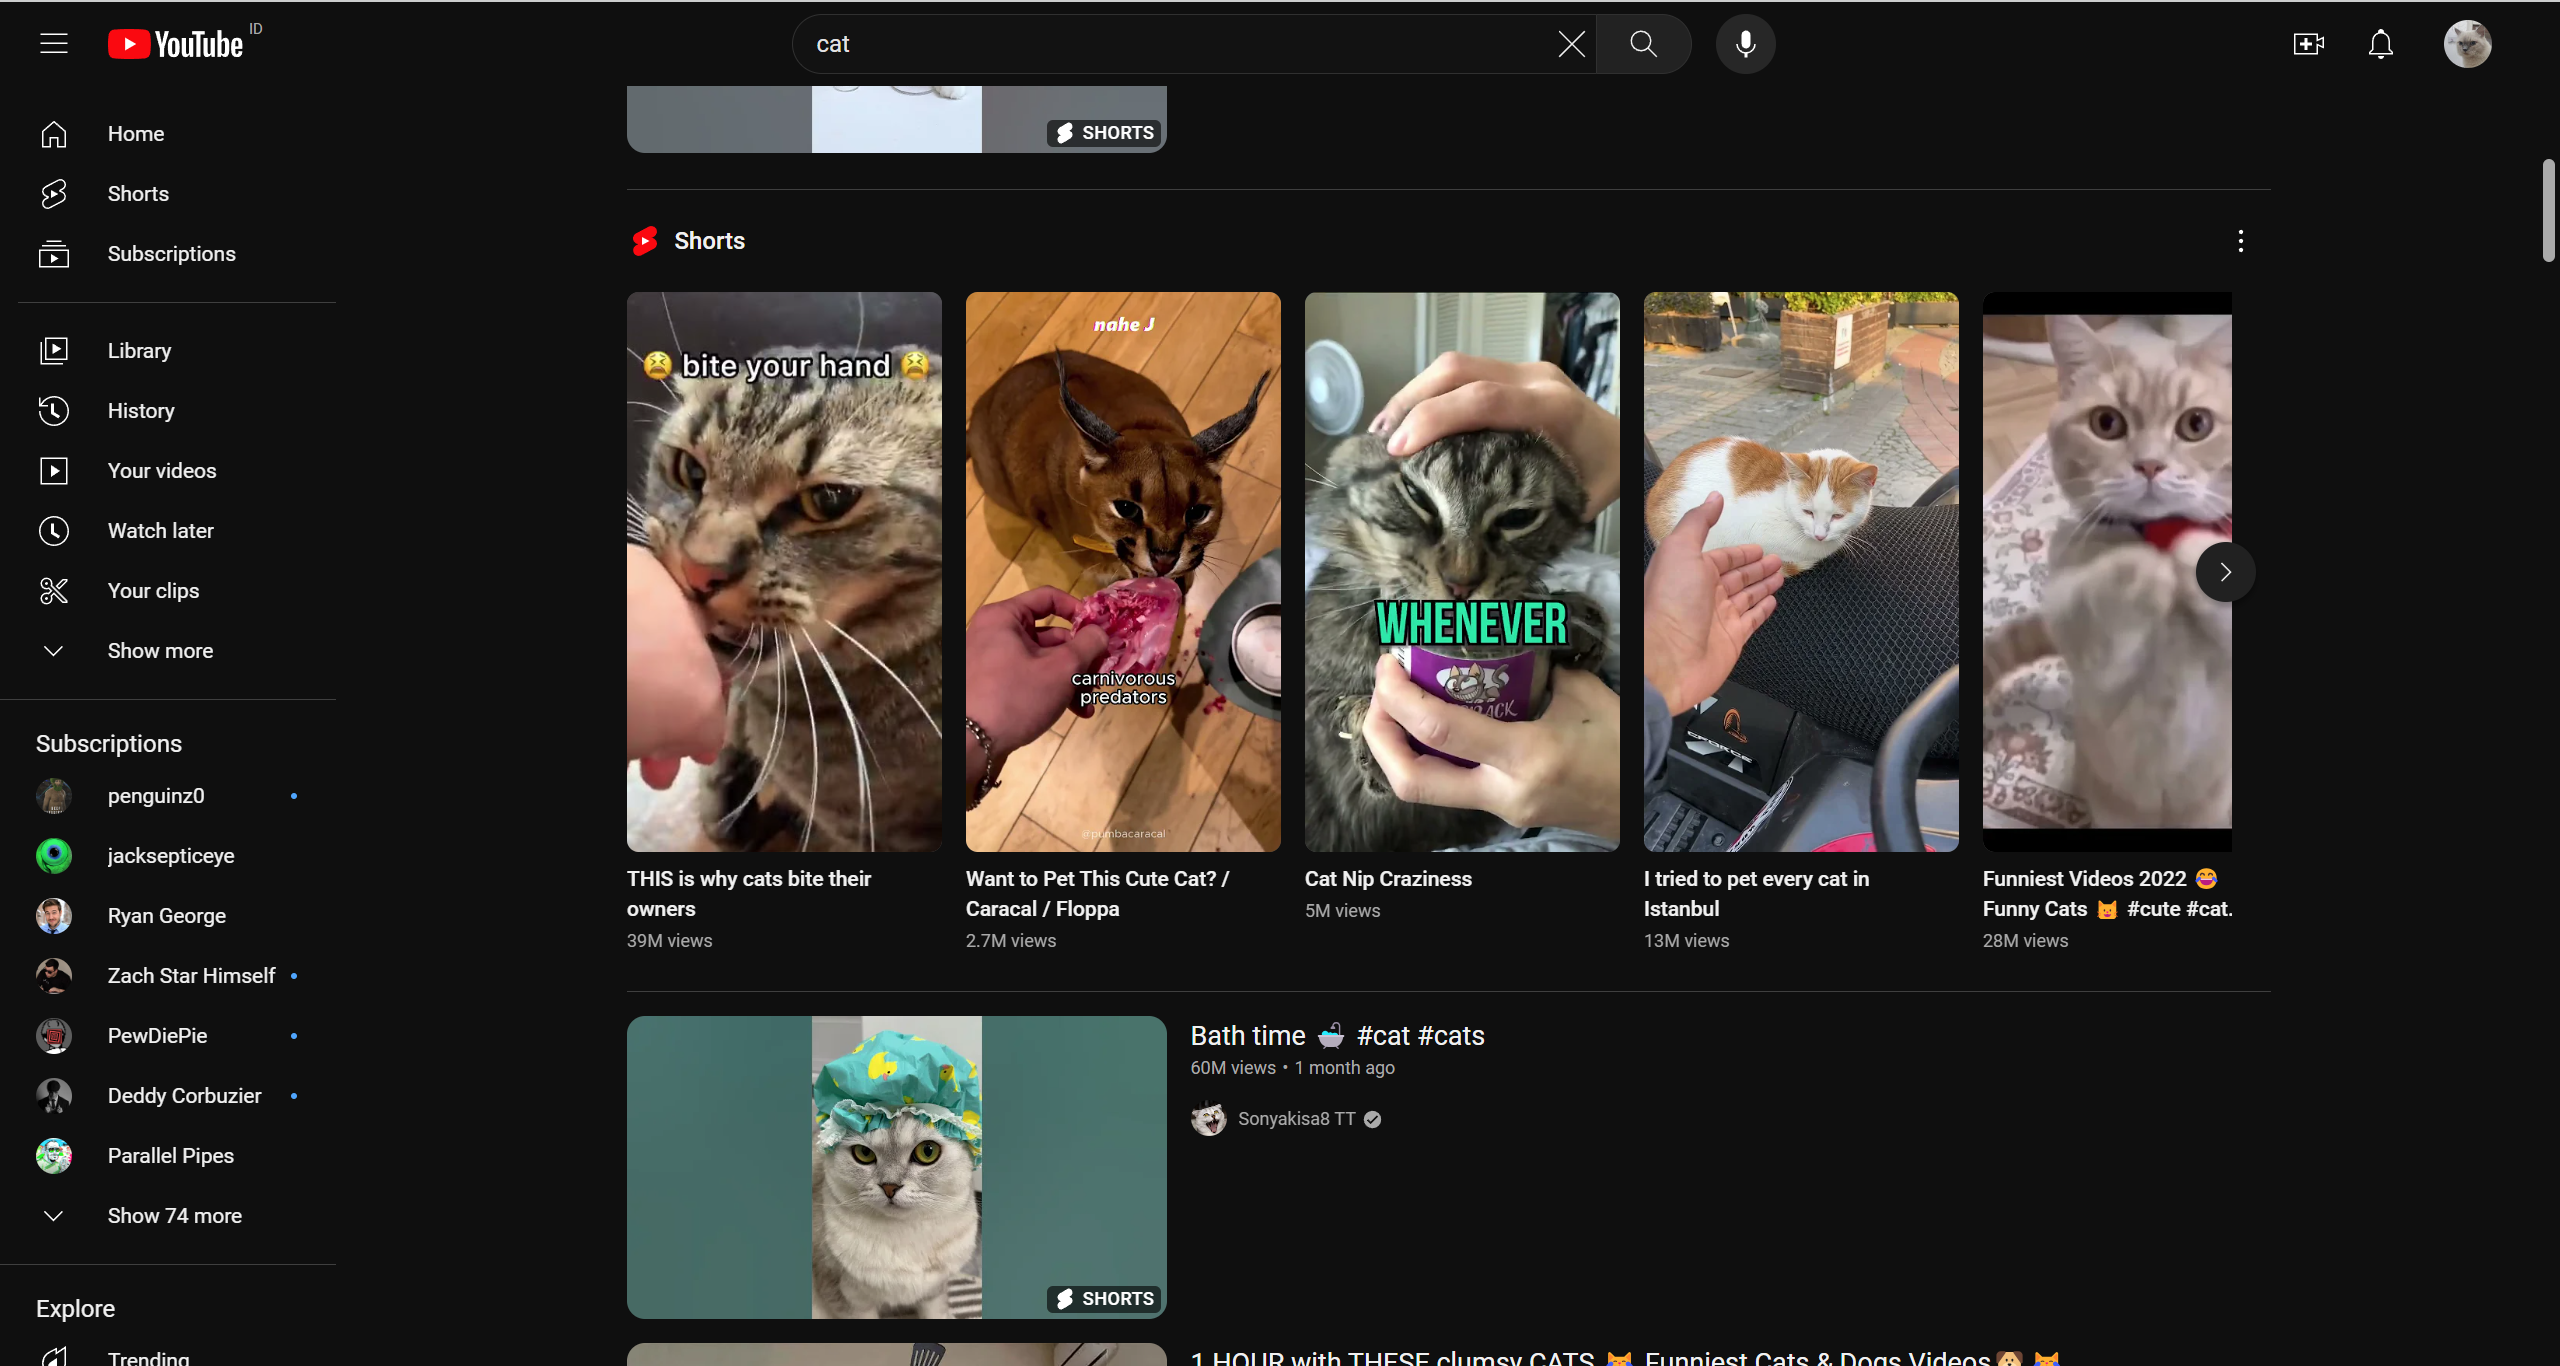 YouTube ID
cat
Home
Shorts
Subscriptions
Library
History
Your videos
Watch later
Your clips
Show more
Subscriptions
penguinz0
jacksepticeye
Ryan George
Zach Star Himself
PewDiePie
Deddy Corbuzier
Parallel Pipes
Show 74 more
Explore
Trending
SHORTS
Shorts
😫 bite your hand 😫
THIS is why cats bite their
owners
39M views
nahe J
carnivorous
predators
@pumbacaracal
Want to Pet This Cute Cat? /
Caracal / Floppa
2.7M views
WHENEVER
Cat Nip Craziness
5M views
I tried to pet every cat in
Istanbul
13M views
Funniest Videos 2022 😂
Funny Cats 😺 #cute #cat.
28M views
SHORTS
Bath time 🛁 #cat #cats
60M views • 1 month ago
Sonyakisa8 TT
1 HOUR with THESE clumsy CATS 😹 Funniest Cats & Dogs Videos🐶 😹